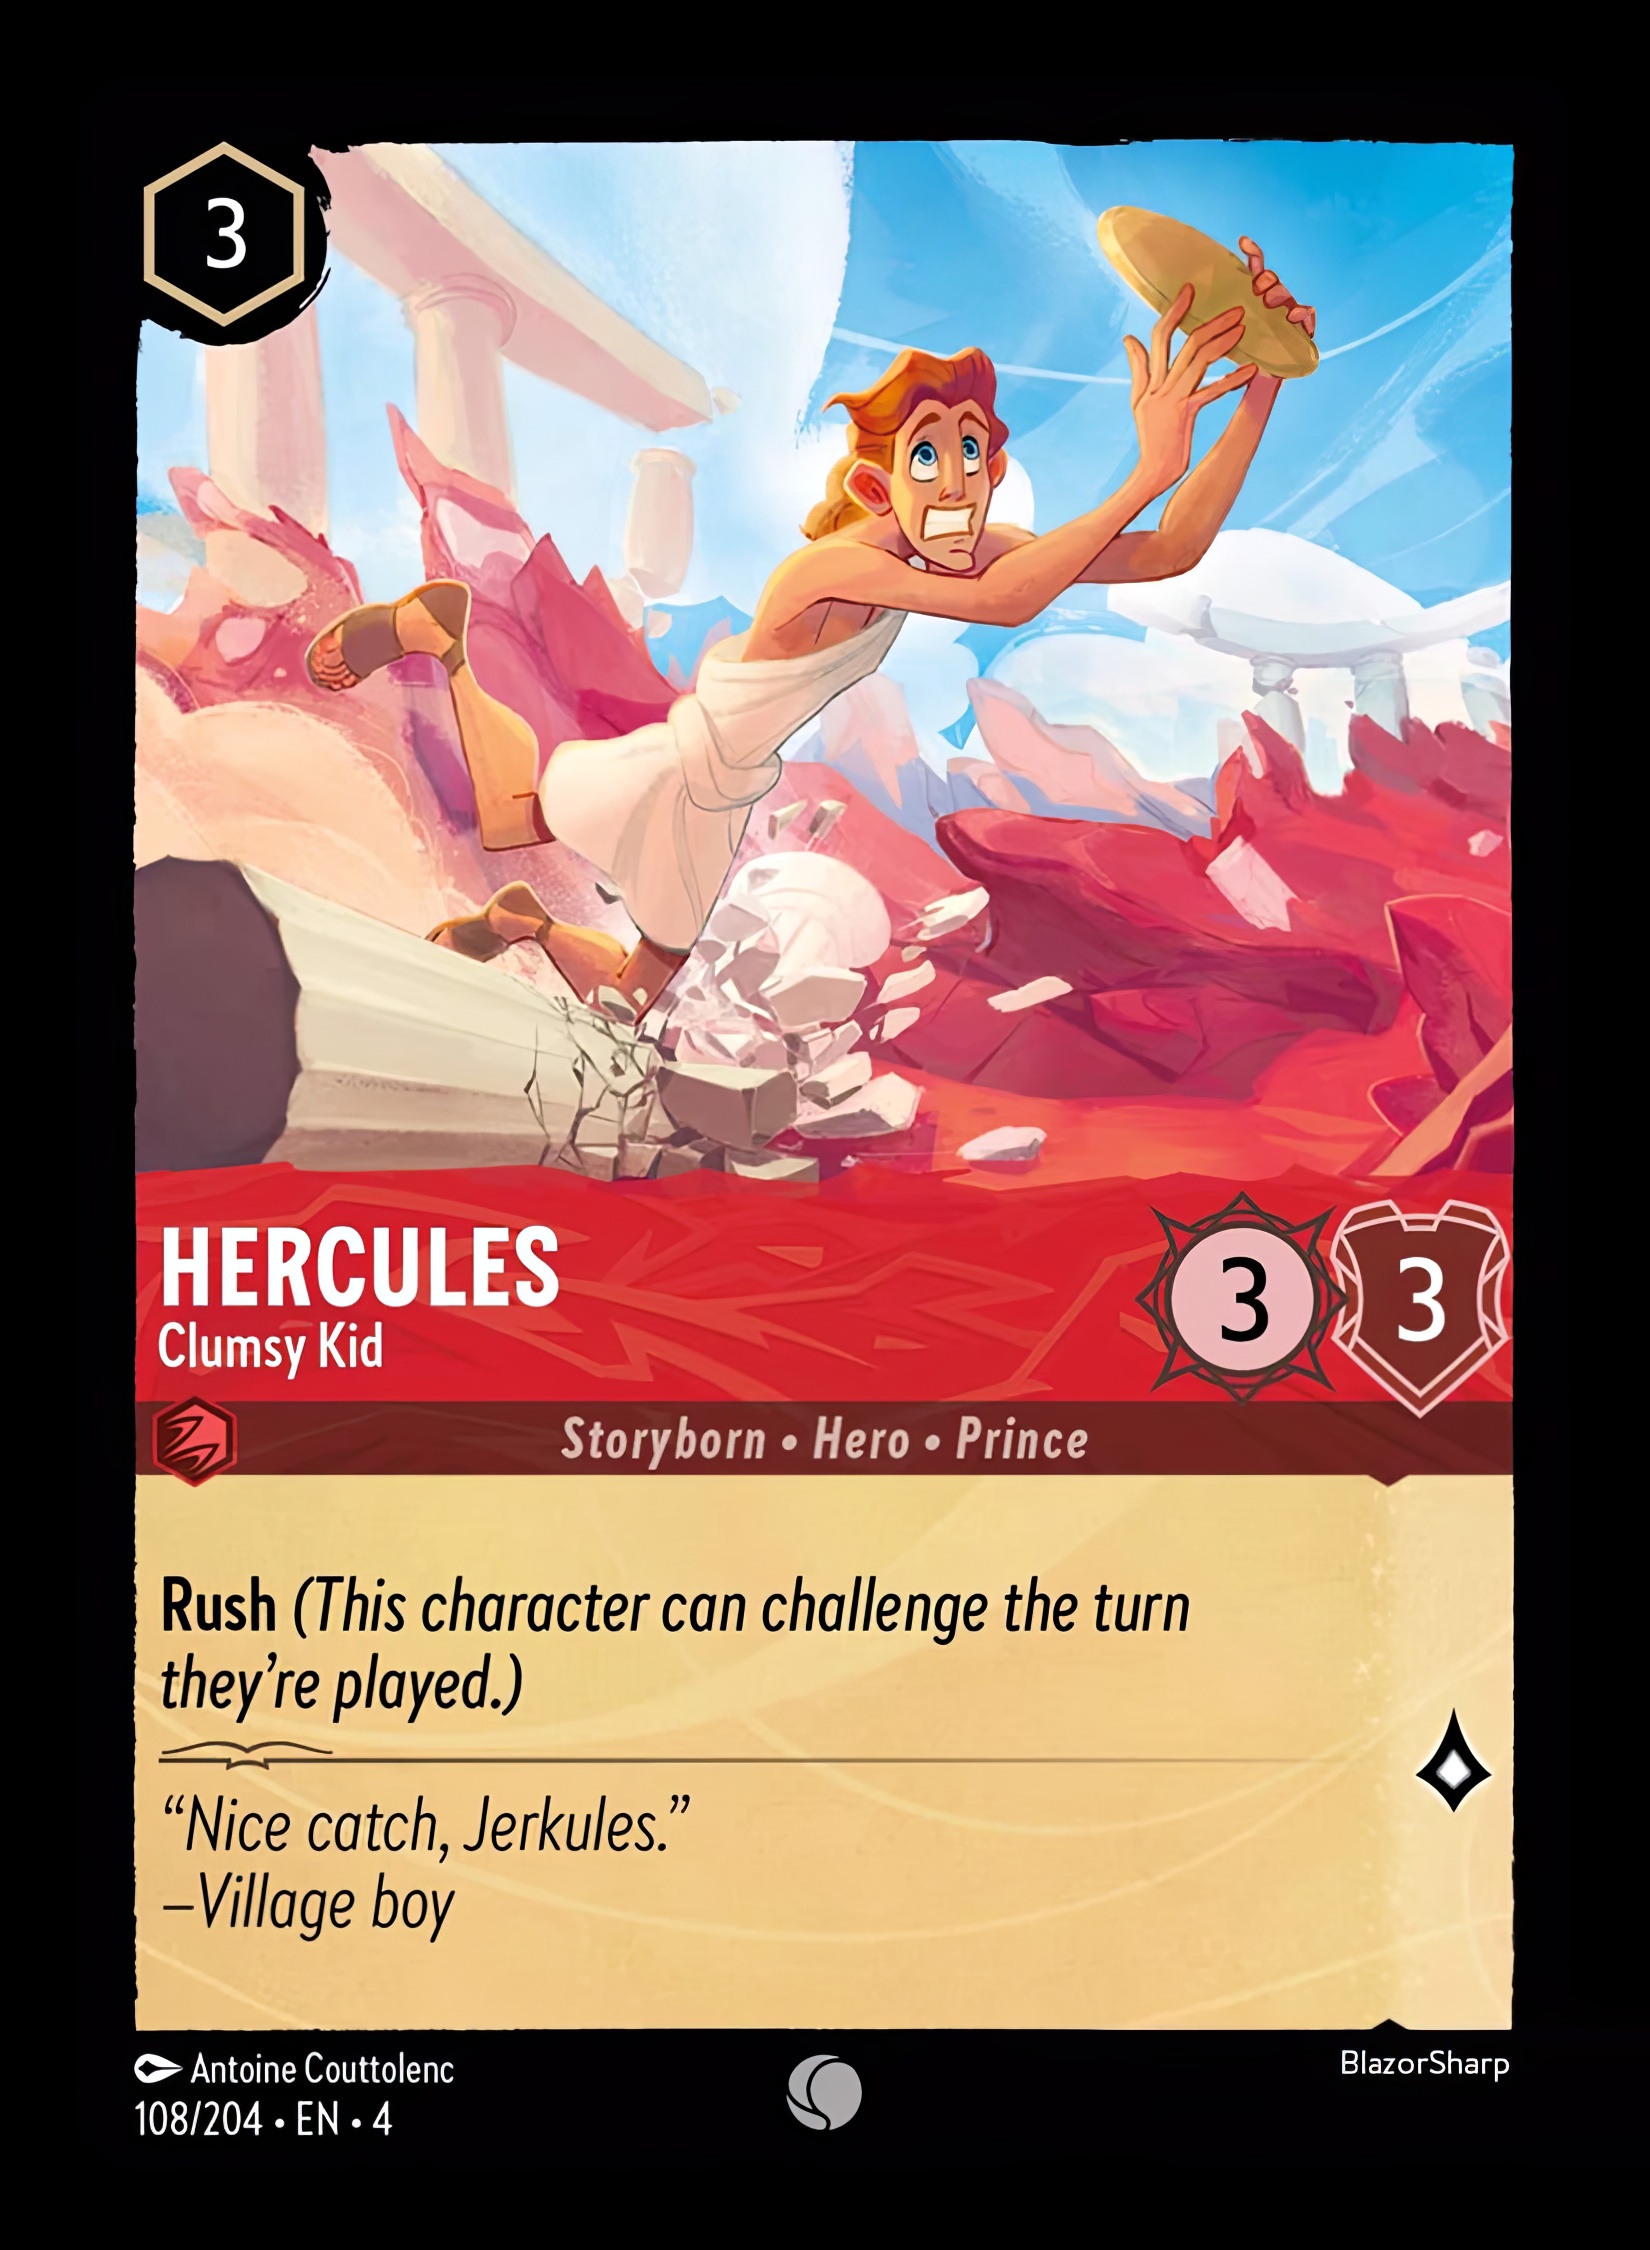 3
HERCULES
Clumsy Kid
3
3
Storyborn • Hero • Prince
Rush (This character can challenge the turn
they’re played.)
“Nice catch, Jerkules.”
–Village boy
Antoine Couttolenc
108/204 • EN • 4
BlazorSharp